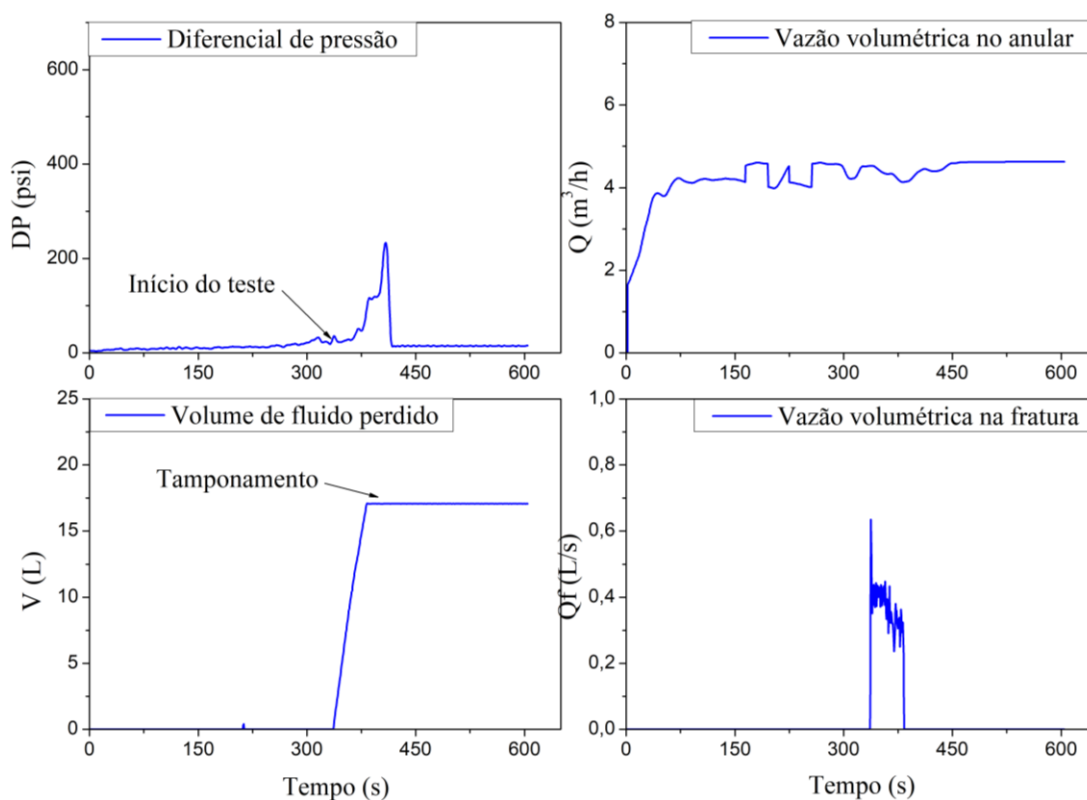 Diferencial de pressão
600
400
200
0
DP (psi)
Início do teste
0 150 300 450 600
Vazão volumétrica no anular
8
6
4
2
0
Q (m³/h)
0 150 300 450 600
Volume de fluido perdido
25
20
15
10
5
0
V (L)
Tamponamento
0 150 300 450 600
Tempo (s)
Vazão volumétrica na fratura
1,0
0,8
0,6
0,4
0,2
0,0
Qf (L/s)
0 150 300 450 600
Tempo (s)